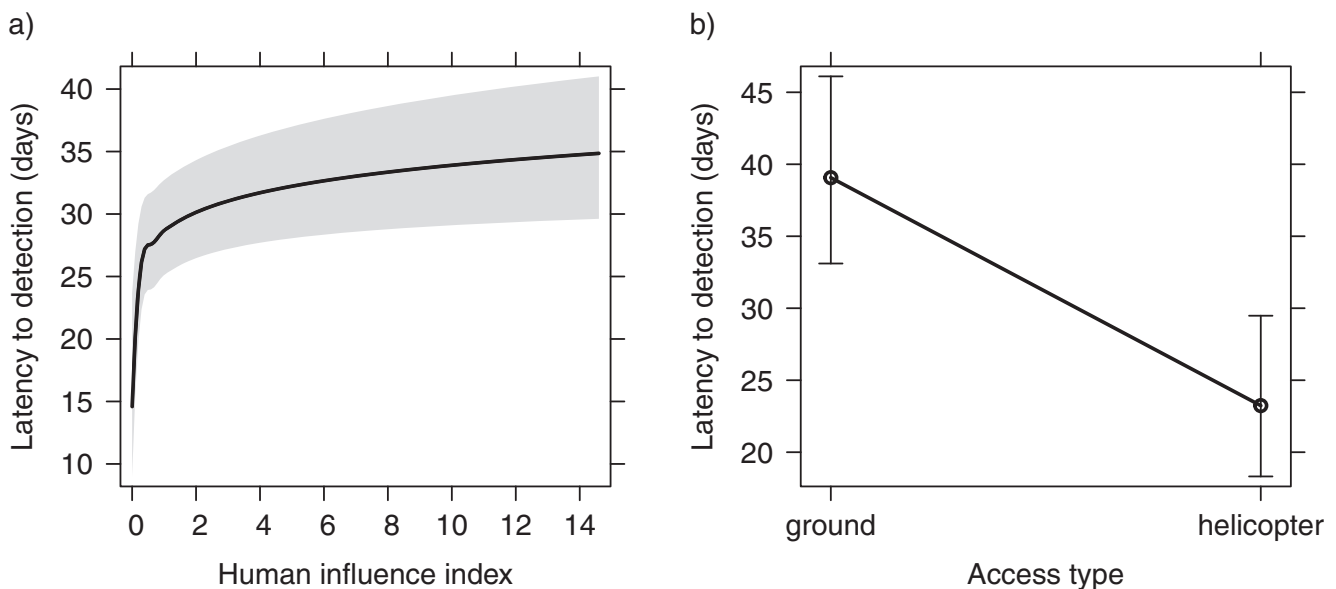 a)
Latency to detection (days)
40
35
30
25
20
15
10
0 2 4 6 8 10 12 14
Human influence index
b)
Latency to detection (days)
45
40
35
30
25
20
ground helicopter
Access type